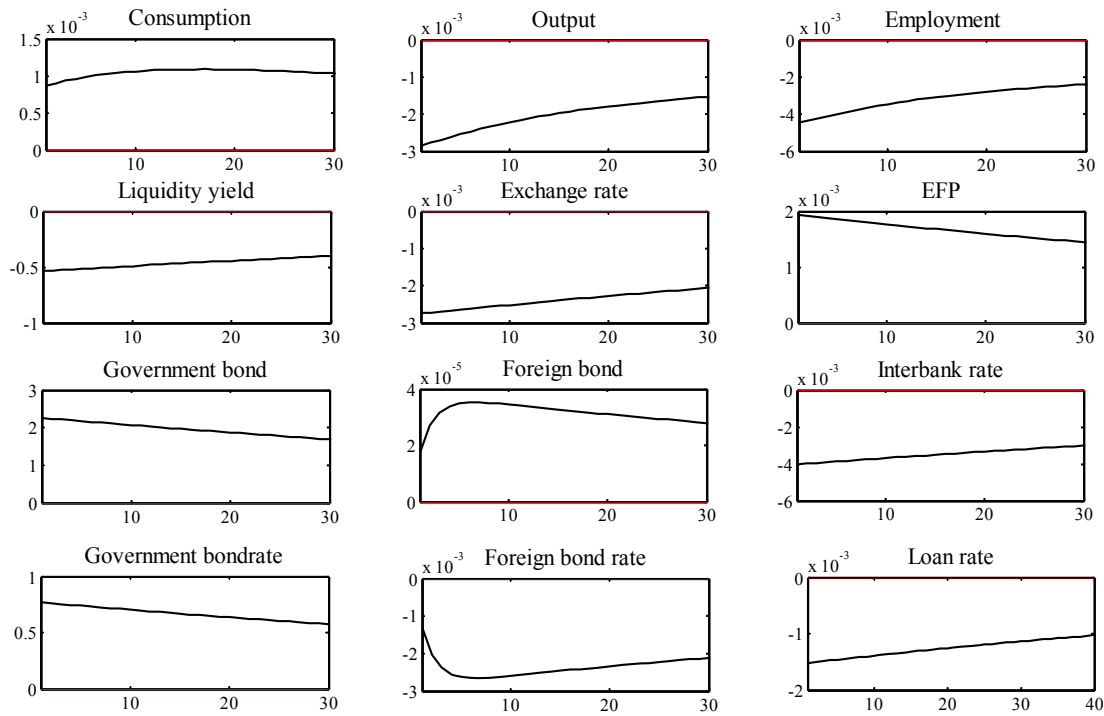 Consumption
x 10⁻³
1.5
1
0.5
0
10 20 30
Output
x 10⁻³
0
-1
-2
-3
10 20 30
Employment
x 10⁻³
0
-2
-4
-6
10 20 30
Liquidity yield
0
-0.5
-1
10 20 30
Exchange rate
x 10⁻³
0
-1
-2
-3
10 20 30
EFP
x 10⁻³
2
1
0
10 20 30
Government bond
3
2
1
0
10 20 30
Foreign bond
x 10⁻⁵
4
2
0
10 20 30
Interbank rate
x 10⁻³
0
-2
-4
-6
10 20 30
Government bondrate
1
0.5
0
10 20 30
Foreign bond rate
x 10⁻³
0
-1
-2
-3
10 20 30
Loan rate
x 10⁻³
0
-1
-2
10 20 30 40